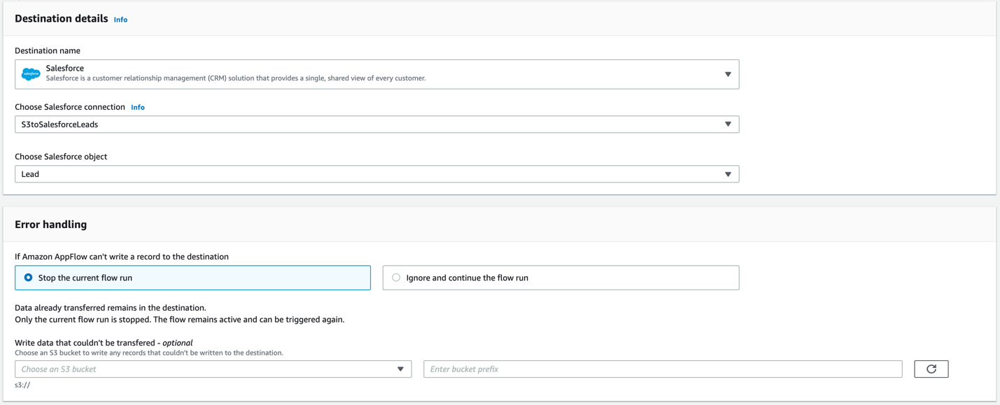 Destination details Info
Destination name
salesforce
Salesforce
Salesforce is a customer relationship management (CRM) solution that provides a single, shared view of every customer.
Choose Salesforce connection Info
S3toSalesforceLeads
Choose Salesforce object
Lead
Error handling
If Amazon AppFlow can't write a record to the destination
Stop the current flow run
Ignore and continue the flow run
Data already transferred remains in the destination.
Only the current flow run is stopped. The flow remains active and can be triggered again.
Write data that couldn't be transfered - optional
Choose an S3 bucket to write any records that couldn't be written to the destination.
Choose an S3 bucket
Enter bucket prefix
s3://